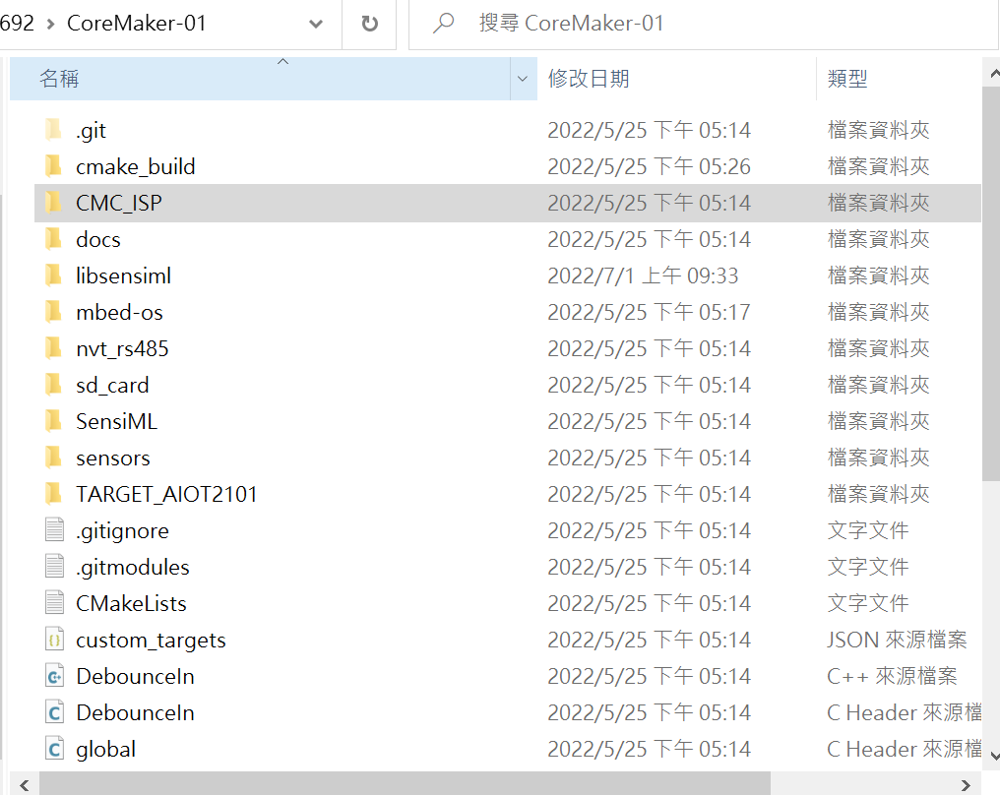 692 > CoreMaker-01 搜尋 CoreMaker-01
名稱 修改日期 類型
.git 2022/5/25 下午 05:14 檔案資料夾
cmake_build 2022/5/25 下午 05:26 檔案資料夾
CMC_ISP 2022/5/25 下午 05:14 檔案資料夾
docs 2022/5/25 下午 05:14 檔案資料夾
libsensiml 2022/7/1 上午 09:33 檔案資料夾
mbed-os 2022/5/25 下午 05:17 檔案資料夾
nvt_rs485 2022/5/25 下午 05:14 檔案資料夾
sd_card 2022/5/25 下午 05:14 檔案資料夾
SensiML 2022/5/25 下午 05:14 檔案資料夾
sensors 2022/5/25 下午 05:14 檔案資料夾
TARGET_AIOT2101 2022/5/25 下午 05:14 檔案資料夾
.gitignore 2022/5/25 下午 05:14 文字文件
.gitmodules 2022/5/25 下午 05:14 文字文件
CMakeLists 2022/5/25 下午 05:14 文字文件
custom_targets 2022/5/25 下午 05:14 JSON 來源檔案
DebounceIn 2022/5/25 下午 05:14 C++ 來源檔案
DebounceIn 2022/5/25 下午 05:14 C Header 來源檔
global 2022/5/25 下午 05:14 C Header 來源檔